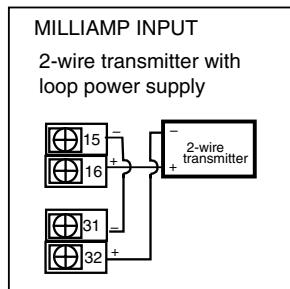 MILLIAMP INPUT
2-wire transmitter with
loop power supply
15 −
16 +
31 −
32 +
−
+
2-wire
transmitter